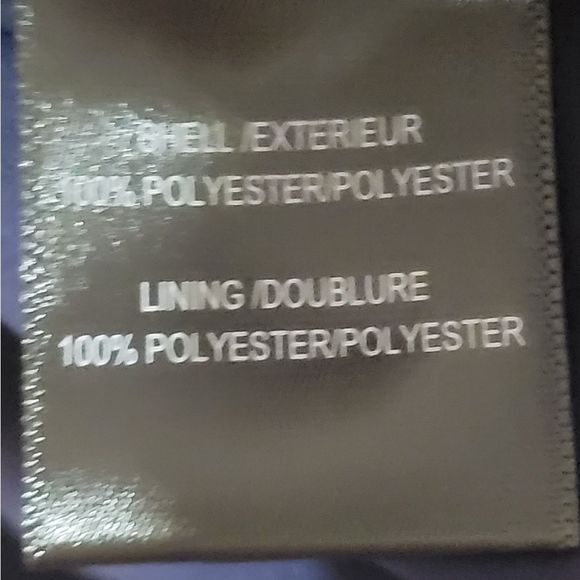 SHELL /EXTERIEUR
100% POLYESTER/POLYESTER
LINING /DOUBLURE
100% POLYESTER/POLYESTER